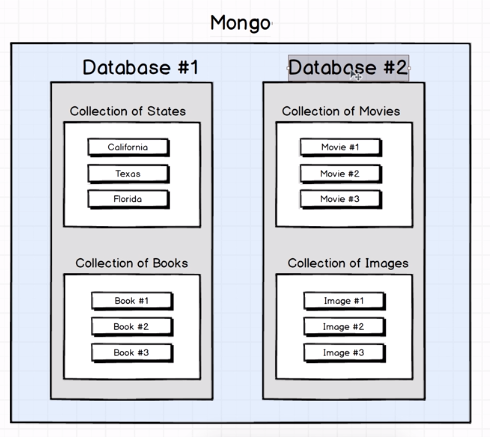 Mongo
Database #1
Collection of States
California
Texas
Florida
Collection of Books
Book #1
Book #2
Book #3
Database #2
Collection of Movies
Movie #1
Movie #2
Movie #3
Collection of Images
Image #1
Image #2
Image #3